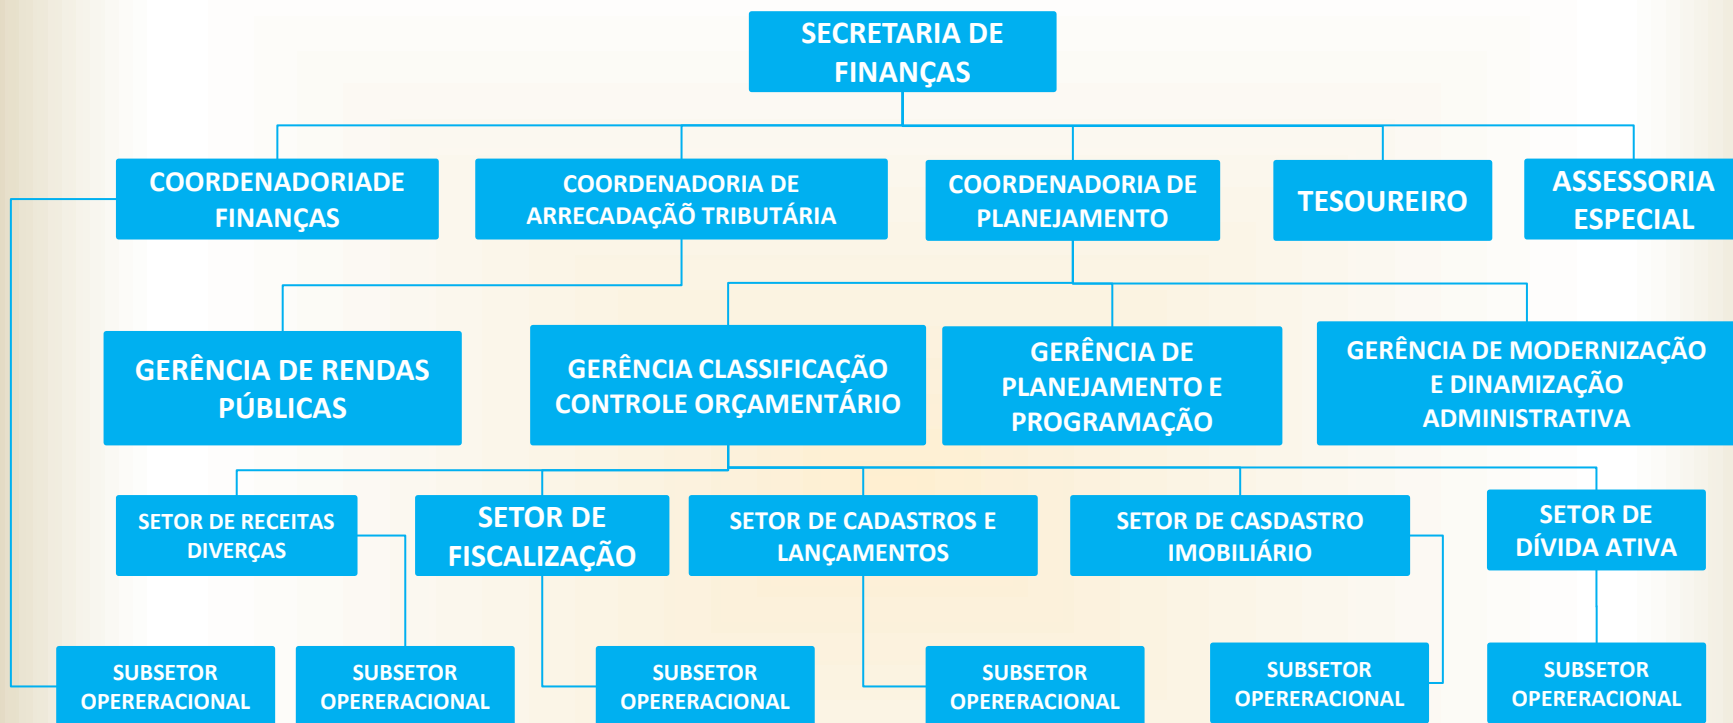 SECRETARIA DE
FINANÇAS
COORDENADORIADE
FINANÇAS
COORDENADORIA DE
ARRECADAÇÕ TRIBUTÁRIA
COORDENADORIA DE
PLANEJAMENTO
TESOUREIRO
ASSESSORIA
ESPECIAL
GERÊNCIA DE RENDAS
PÚBLICAS
GERÊNCIA CLASSIFICAÇÃO
CONTROLE ORÇAMENTÁRIO
GERÊNCIA DE
PLANEJAMENTO E
PROGRAMAÇÃO
GERÊNCIA DE MODERNIZAÇÃO
E DINAMIZAÇÃO
ADMINISTRATIVA
SETOR DE RECEITAS
DIVERÇAS
SETOR DE
FISCALIZAÇÃO
SETOR DE CADASTROS E
LANÇAMENTOS
SETOR DE CASDASTRO
IMOBILIÁRIO
SETOR DE
DÍVIDA ATIVA
SUBSETOR
OPERERACIONAL
SUBSETOR
OPERERACIONAL
SUBSETOR
OPERERACIONAL
SUBSETOR
OPERERACIONAL
SUBSETOR
OPERERACIONAL
SUBSETOR
OPERERACIONAL